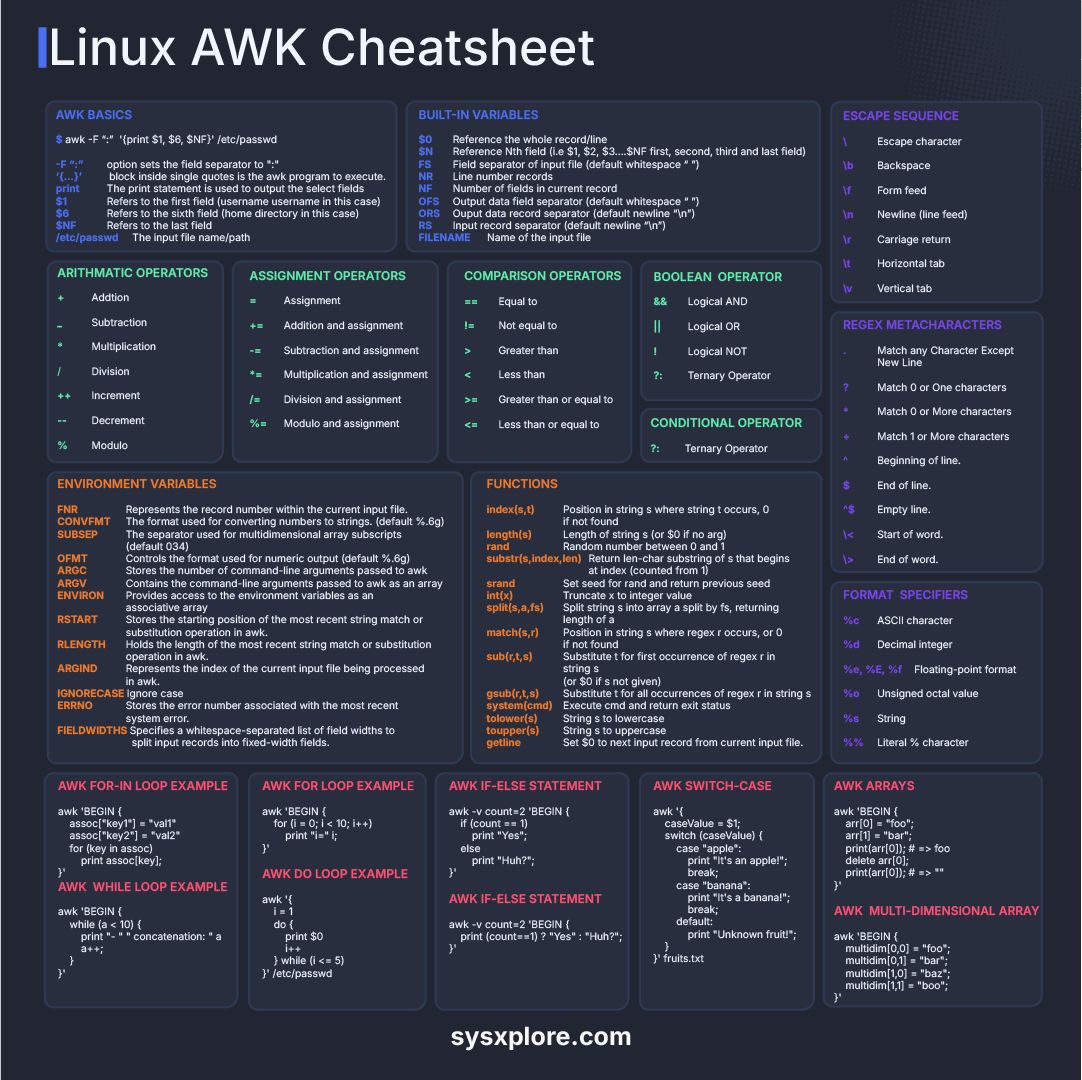 Linux AWK Cheatsheet
AWK BASICS
$ awk -F “:”  '{print $1, $6, $NF}' /etc/passwd
-F “:” option sets the field separator to ":"
‘{...}’ block inside single quotes is the awk program to execute.
print The print statement is used to output the select fields
$1 Refers to the first field (username username in this case)
$6 Refers to the sixth field (home directory in this case)
$NF Refers to the last field
/etc/passwd The input file name/path
BUILT-IN VARIABLES
$0 Reference the whole record/line
$N Reference Nth field (i.e $1, $2, $3....$NF first, second, third and last field)
FS Field separator of input file (default whitespace “ ”)
NR Line number records
NF Number of fields in current record
OFS Output data field separator (default whitespace “ ”)
ORS Ouput data record separator (default newline “\n”)
RS Input record separator (default newline “\n”)
FILENAME Name of the input file
ESCAPE SEQUENCE
\ Escape character
\b Backspace
\f Form feed
\n Newline (line feed)
\r Carriage return
\t Horizontal tab
\v Vertical tab
ARITHMATIC OPERATORS
+ Addtion
_ Subtraction
* Multiplication
/ Division
++ Increment
-- Decrement
% Modulo
ASSIGNMENT OPERATORS
= Assignment
+= Addition and assignment
-= Subtraction and assignment
*= Multiplication and assignment
/= Division and assignment
%= Modulo and assignment
COMPARISON OPERATORS
== Equal to
!= Not equal to
> Greater than
< Less than
>= Greater than or equal to
<= Less than or equal to
BOOLEAN OPERATOR
&& Logical AND
|| Logical OR
! Logical NOT
?: Ternary Operator
CONDITIONAL OPERATOR
?: Ternary Operator
REGEX METACHARACTERS
. Match any Character Except
New Line
? Match 0 or One characters
* Match 0 or More characters
+ Match 1 or More characters
^ Beginning of line.
$ End of line.
^$ Empty line.
\< Start of word.
\> End of word.
ENVIRONMENT VARIABLES
FNR Represents the record number within the current input file.
CONVFMT The format used for converting numbers to strings. (default %.6g)
SUBSEP The separator used for multidimensional array subscripts
(default 034)
OFMT Controls the format used for numeric output (default %.6g)
ARGC Stores the number of command-line arguments passed to awk
ARGV Contains the command-line arguments passed to awk as an array
ENVIRON Provides access to the environment variables as an
associative array
RSTART Stores the starting position of the most recent string match or
substitution operation in awk.
RLENGTH Holds the length of the most recent string match or substitution
operation in awk.
ARGIND Represents the index of the current input file being processed
in awk.
IGNORECASE Ignore case
ERRNO Stores the error number associated with the most recent
system error.
FIELDWIDTHS Specifies a whitespace-separated list of field widths to
split input records into fixed-width fields.
FUNCTIONS
index(s,t) Position in string s where string t occurs, 0
if not found
length(s) Length of string s (or $0 if no arg)
rand Random number between 0 and 1
substr(s,index,len) Return len-char substring of s that begins
at index (counted from 1)
srand Set seed for rand and return previous seed
int(x) Truncate x to integer value
split(s,a,fs) Split string s into array a split by fs, returning
length of a
match(s,r) Position in string s where regex r occurs, or 0
if not found
sub(r,t,s) Substitute t for first occurrence of regex r in
string s
(or $0 if s not given)
gsub(r,t,s) Substitute t for all occurrences of regex r in string s
system(cmd) Execute cmd and return exit status
tolower(s) String s to lowercase
toupper(s) String s to uppercase
getline Set $0 to next input record from current input file.
FORMAT SPECIFIERS
%c ASCII character
%d Decimal integer
%e, %E, %f Floating-point format
%o Unsigned octal value
%s String
%% Literal % character
AWK FOR-IN LOOP EXAMPLE
awk 'BEGIN {
assoc["key1"] = "val1"
assoc["key2"] = "val2"
for (key in assoc)
print assoc[key];
}'
AWK WHILE LOOP EXAMPLE
awk 'BEGIN {
while (a < 10) {
print "- " " concatenation: " a
a++;
}
}'
AWK FOR LOOP EXAMPLE
awk 'BEGIN {
for (i = 0; i < 10; i++)
print "i=" i;
}'
AWK DO LOOP EXAMPLE
awk '{
i = 1
do {
print $0
i++
} while (i <= 5)
}' /etc/passwd
AWK IF-ELSE STATEMENT
awk -v count=2 'BEGIN {
if (count == 1)
print "Yes";
else
print "Huh?";
}'
AWK IF-ELSE STATEMENT
awk -v count=2 'BEGIN {
print (count==1) ? "Yes" : "Huh?";
}'
AWK SWITCH-CASE
awk '{
caseValue = $1;
switch (caseValue) {
case "apple":
print "It's an apple!";
break;
case "banana":
print "It's a banana!";
break;
default:
print "Unknown fruit!";
}
}' fruits.txt
AWK ARRAYS
awk 'BEGIN {
arr[0] = "foo";
arr[1] = "bar";
print(arr[0]); # => foo
delete arr[0];
print(arr[0]); # => ""
}'
AWK MULTI-DIMENSIONAL ARRAY
awk 'BEGIN {
multidim[0,0] = "foo";
multidim[0,1] = "bar";
multidim[1,0] = "baz";
multidim[1,1] = "boo";
}'
sysxplore.com